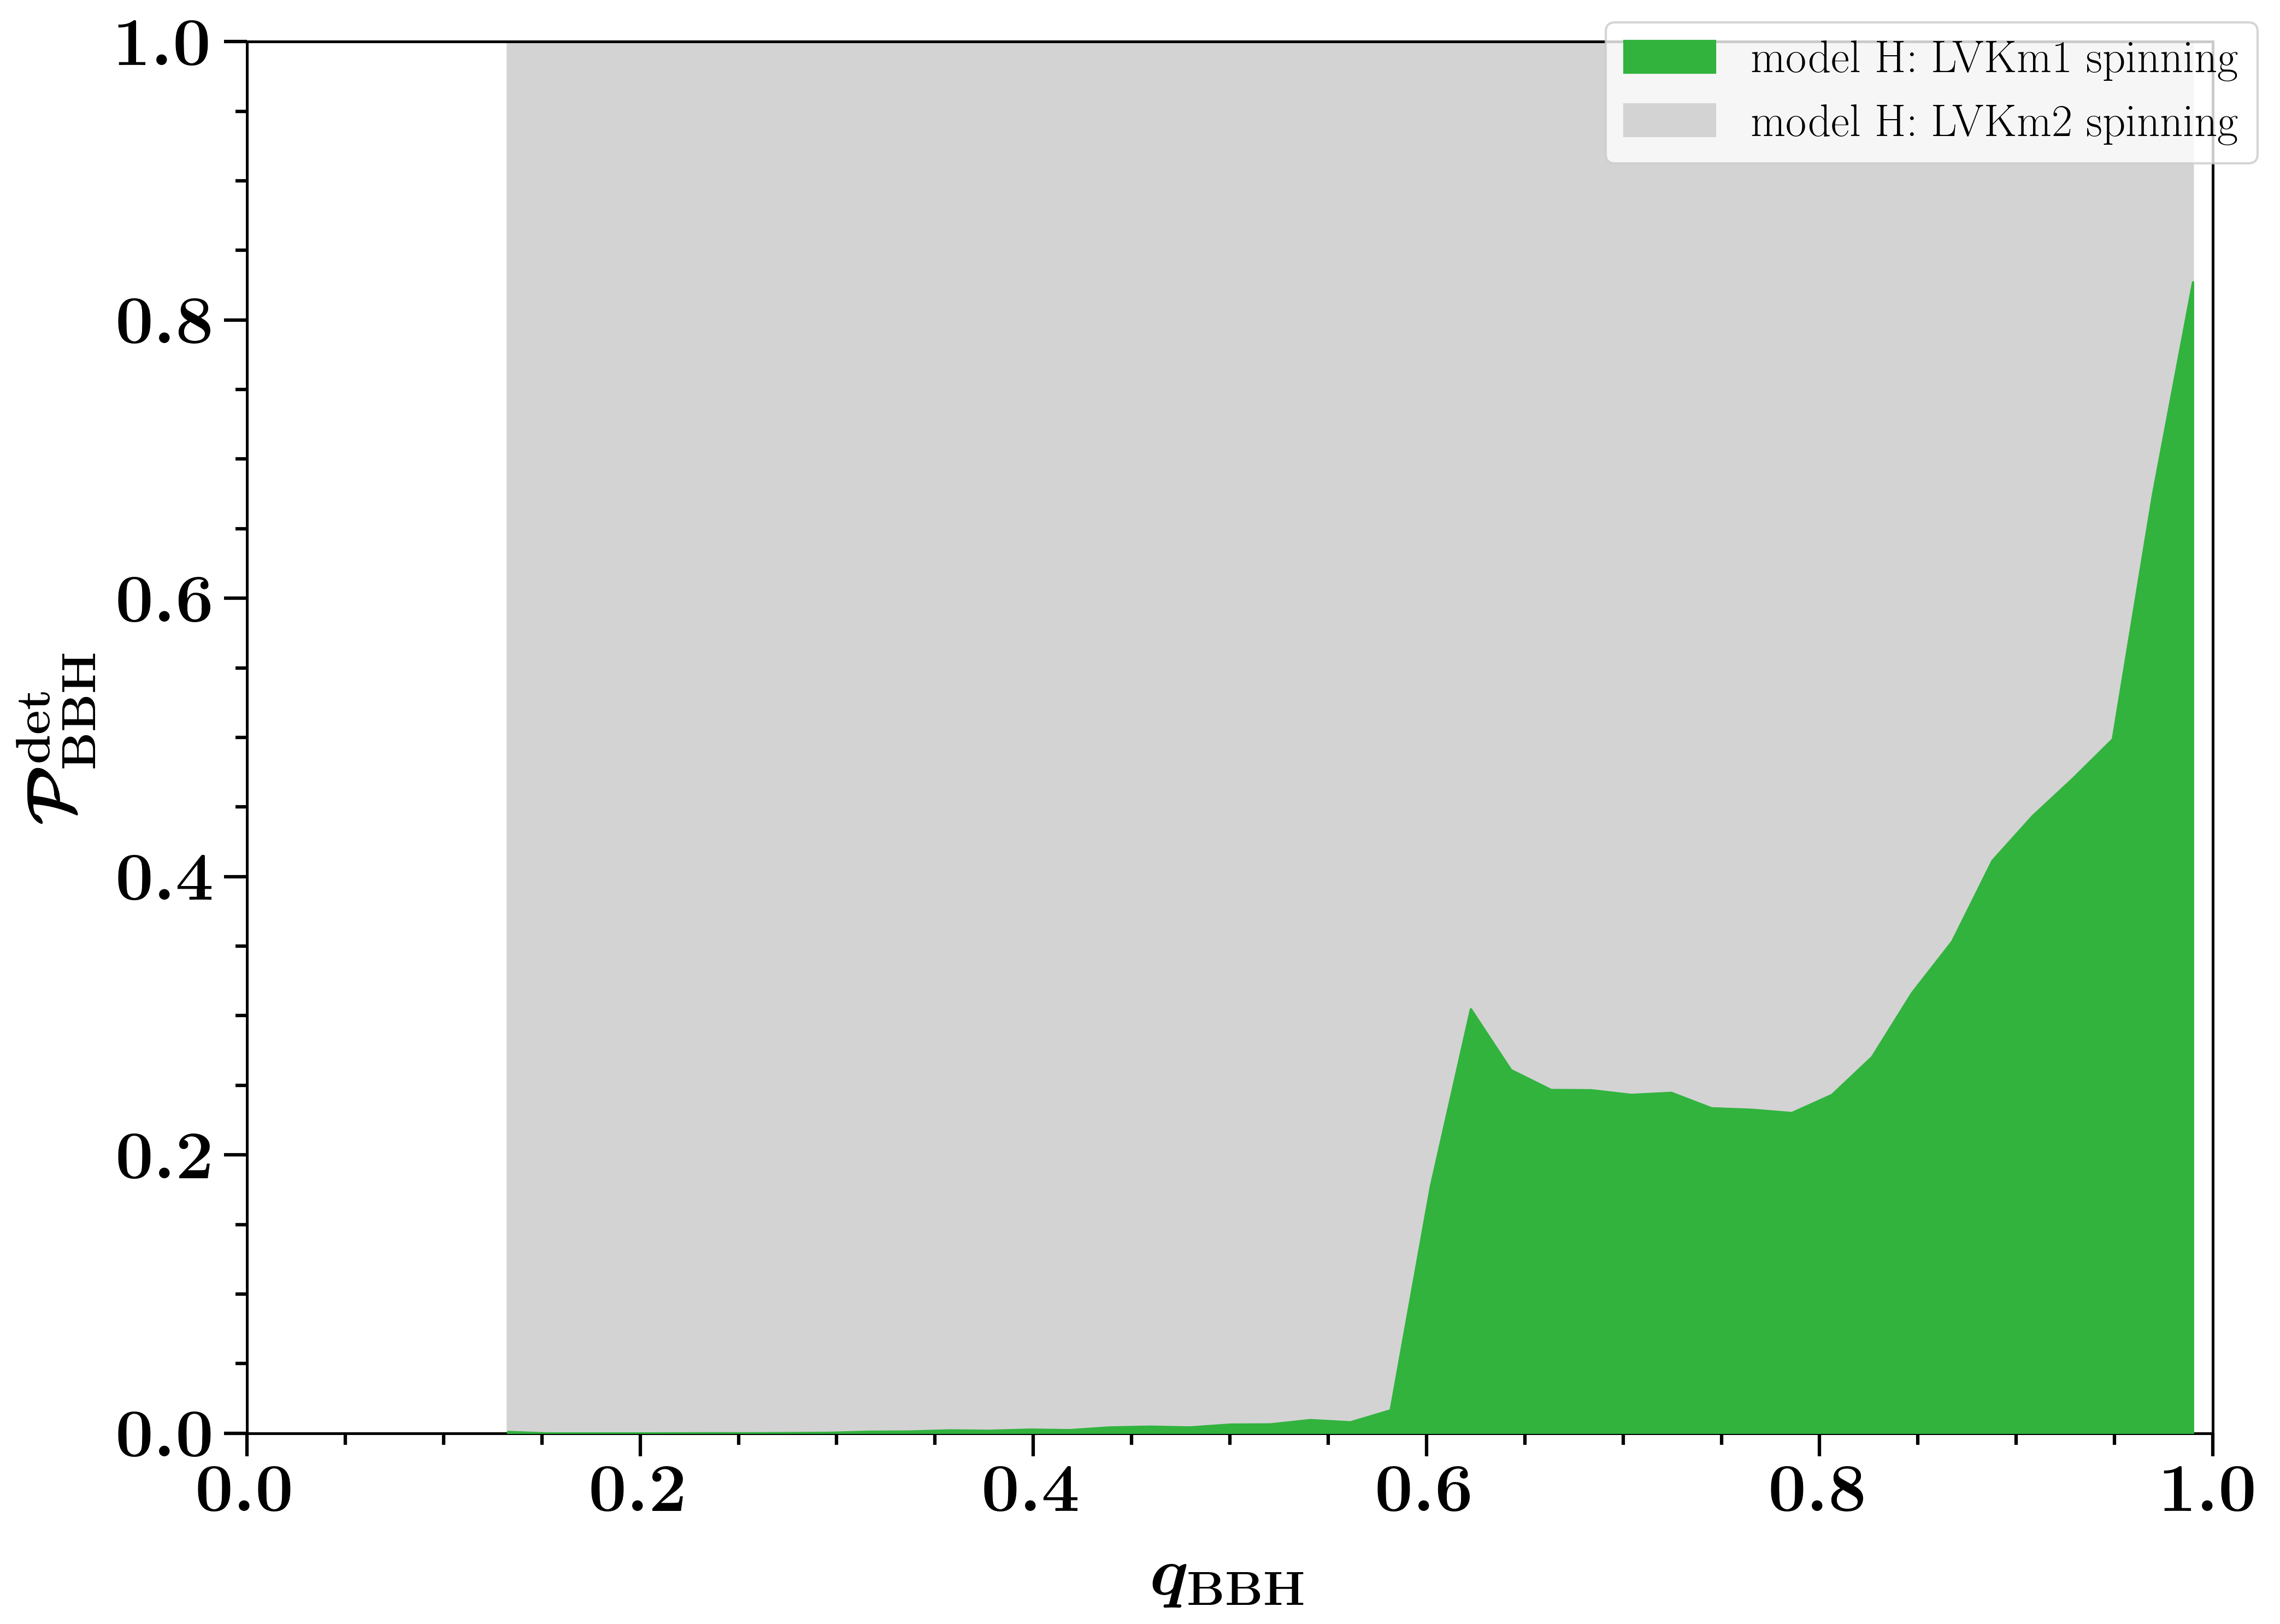 model H: LVKm1 spinning
model H: LVKm2 spinning
1.0
0.8
0.6
0.4
0.2
0.0
𝒫^det_BBH
0.0 0.2 0.4 0.6 0.8 1.0
q_BBH